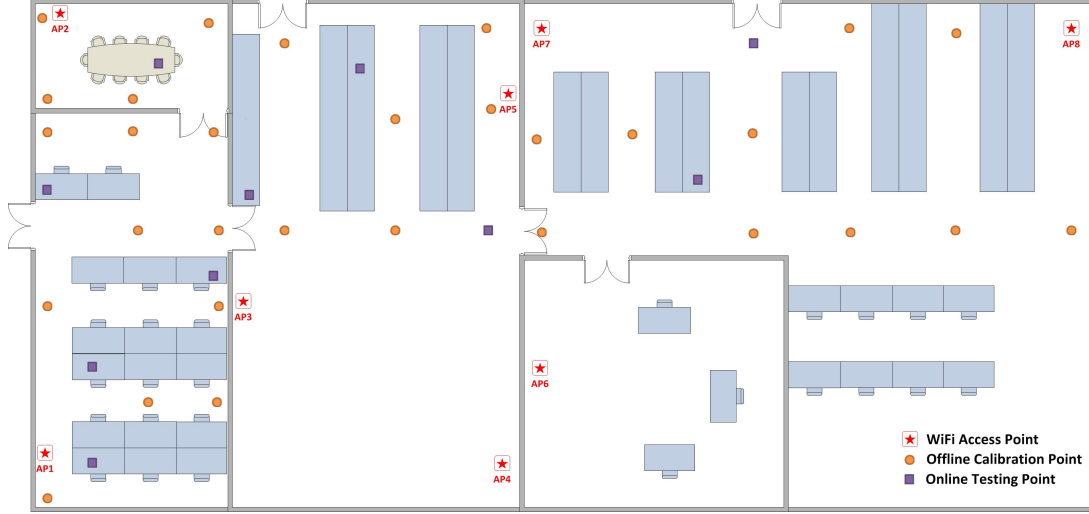 AP2
AP7
AP8
AP5
AP3
AP6
AP1
AP4
WiFi Access Point
Offline Calibration Point
Online Testing Point